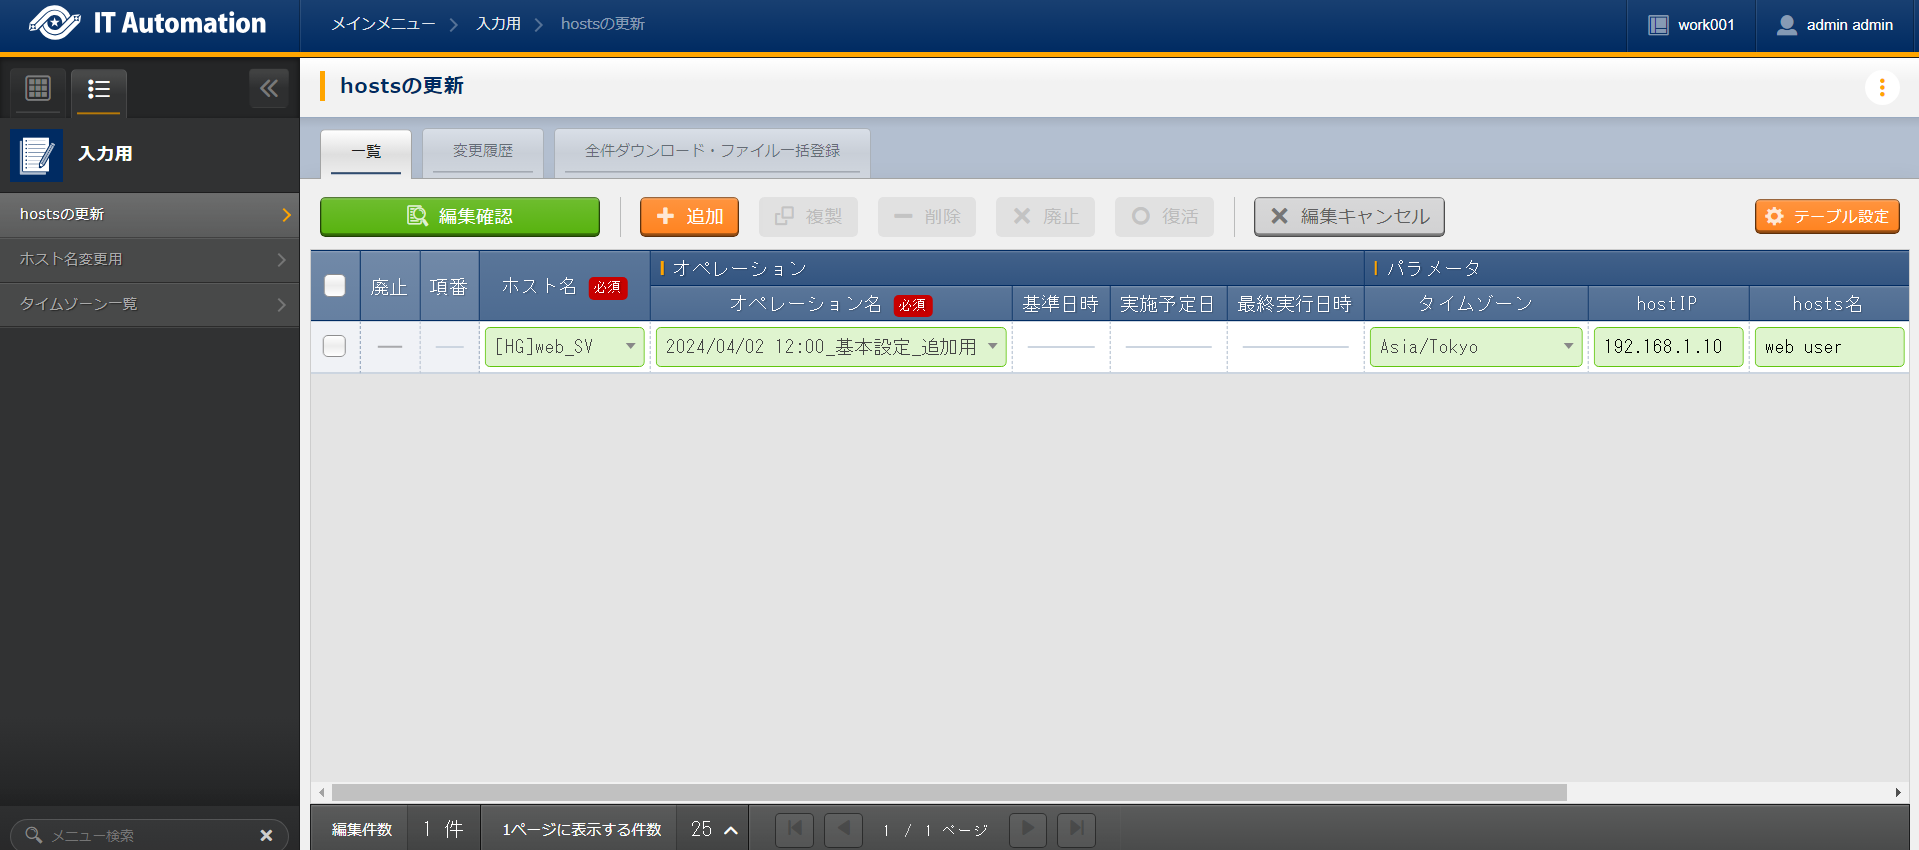 IT Automation
メインメニュー
入力用
hostsの更新
work001
admin admin
入力用
hostsの更新
ホスト名変更用
タイムゾーン一覧
メニュー検索
hostsの更新
一覧
変更履歴
全件ダウンロード・ファイル一括登録
編集確認
追加
複製
削除
廃止
復活
編集キャンセル
テーブル設定
廃止
項番
ホスト名 必須
オペレーション
パラメータ
オペレーション名 必須
基準日時
実施予定日
最終実行日時
タイムゾーン
hostIP
hosts名
[HG]web_SV
2024/04/02 12:00_基本設定_追加用
Asia/Tokyo
192.168.1.10
web user
編集件数
1 件
1ページに表示する件数
25
1 / 1 ページ